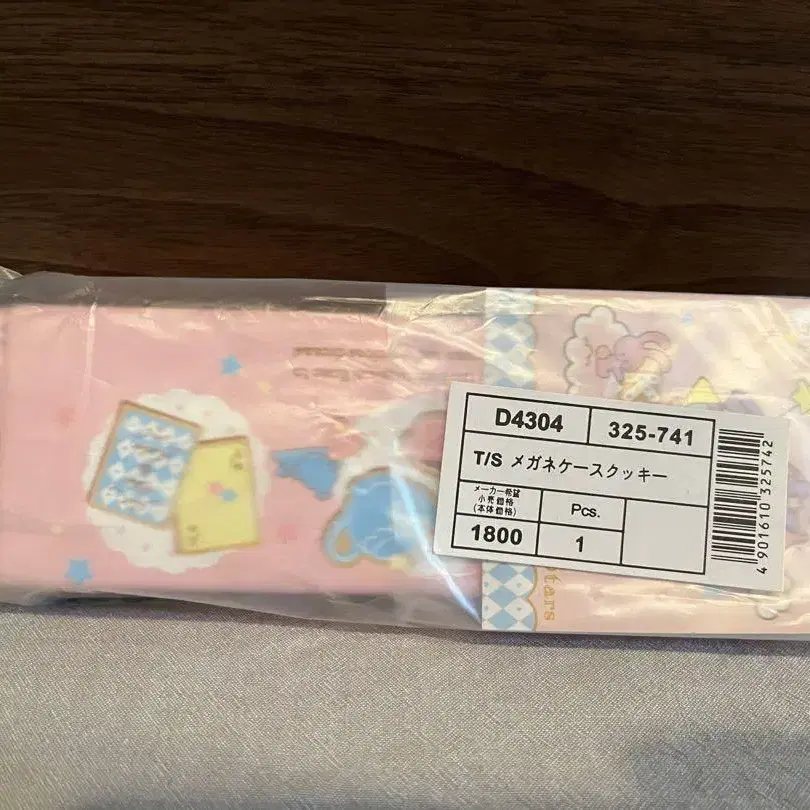 D4304
325-741
T/S メガネケースクッキー
メーカー希望
小売価格
(本体価格)
Pcs.
1800
1
4 901610 325742
tars